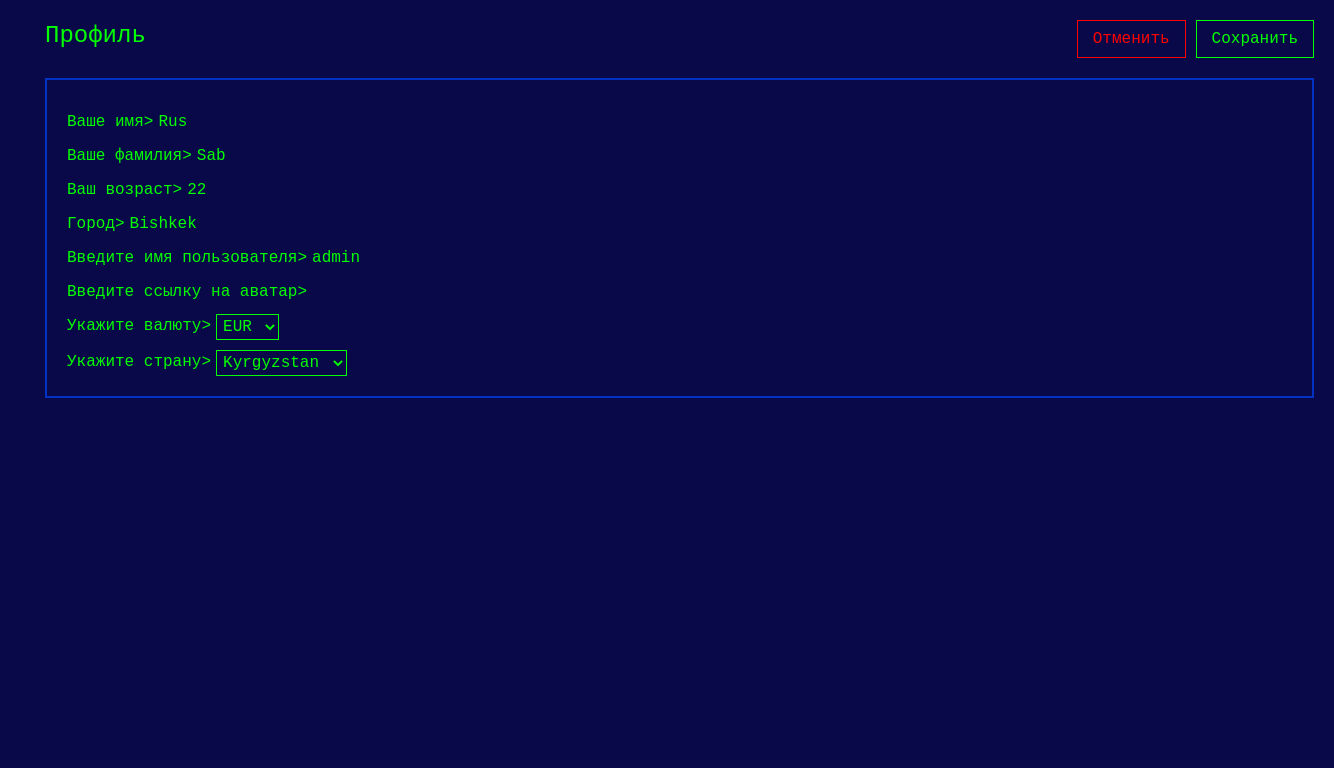 Профиль
Отменить
Сохранить
Ваше имя> Rus
Ваше фамилия> Sab
Ваш возраст> 22
Город> Bishkek
Введите имя пользователя> admin
Введите ссылку на аватар>
Укажите валюту> EUR
Укажите страну> Kyrgyzstan